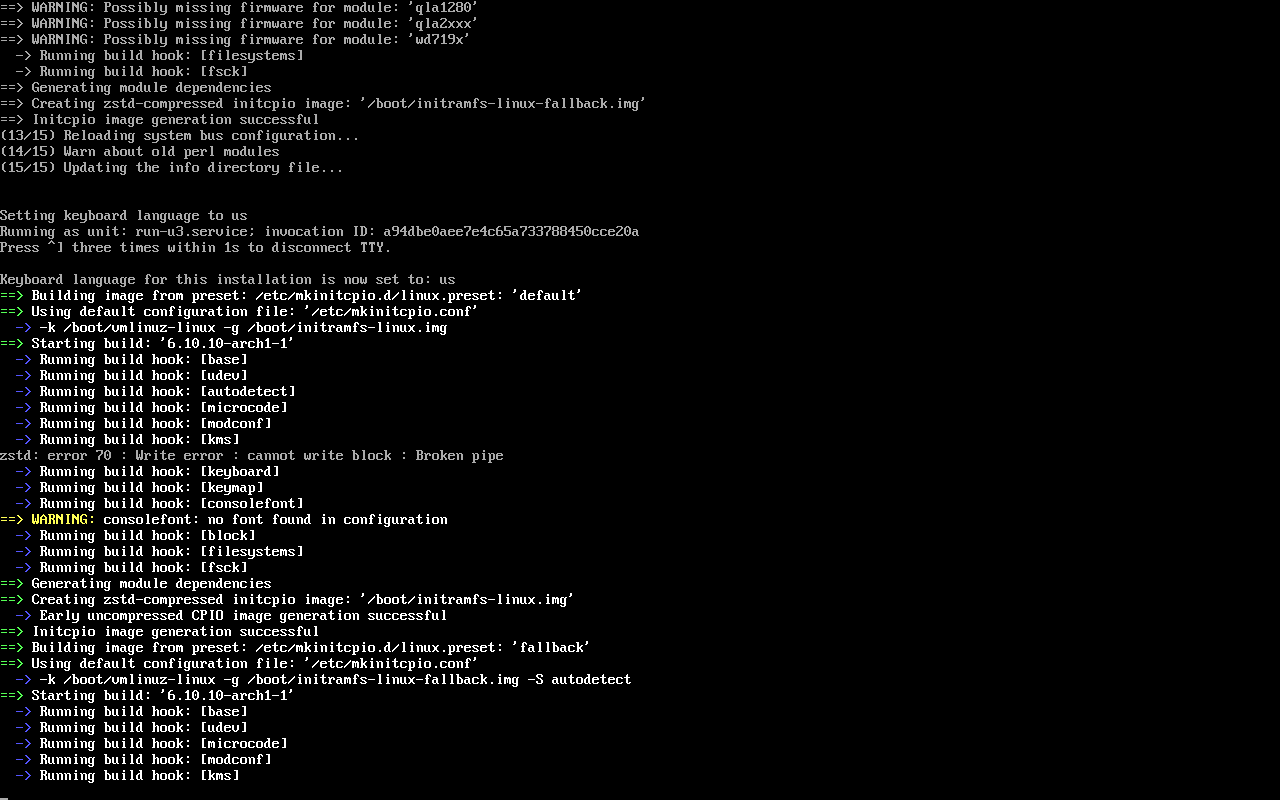 ==> WARNING: Possibly missing firmware for module: 'qla1280'
==> WARNING: Possibly missing firmware for module: 'qla2xxx'
==> WARNING: Possibly missing firmware for module: 'wd719x'
  -> Running build hook: [filesystems]
  -> Running build hook: [fsck]
==> Generating module dependencies
==> Creating zstd-compressed initcpio image: '/boot/initramfs-linux-fallback.img'
==> Initcpio image generation successful
(13/15) Reloading system bus configuration...
(14/15) Warn about old perl modules
(15/15) Updating the info directory file...
Setting keyboard language to us
Running as unit: run-u3.service; invocation ID: a94dbe0aee7e4c65a733788450cce20a
Press ^] three times within 1s to disconnect TTY.
Keyboard language for this installation is now set to: us
==> Building image from preset: /etc/mkinitcpio.d/linux.preset: 'default'
==> Using default configuration file: '/etc/mkinitcpio.conf'
  -> -k /boot/vmlinuz-linux -g /boot/initramfs-linux.img
==> Starting build: '6.10.10-arch1-1'
  -> Running build hook: [base]
  -> Running build hook: [udev]
  -> Running build hook: [autodetect]
  -> Running build hook: [microcode]
  -> Running build hook: [modconf]
  -> Running build hook: [kms]
zstd: error 70 : Write error : cannot write block : Broken pipe
  -> Running build hook: [keyboard]
  -> Running build hook: [keymap]
  -> Running build hook: [consolefont]
==> WARNING: consolefont: no font found in configuration
  -> Running build hook: [block]
  -> Running build hook: [filesystems]
  -> Running build hook: [fsck]
==> Generating module dependencies
==> Creating zstd-compressed initcpio image: '/boot/initramfs-linux.img'
  -> Early uncompressed CPIO image generation successful
==> Initcpio image generation successful
==> Building image from preset: /etc/mkinitcpio.d/linux.preset: 'fallback'
==> Using default configuration file: '/etc/mkinitcpio.conf'
  -> -k /boot/vmlinuz-linux -g /boot/initramfs-linux-fallback.img -S autodetect
==> Starting build: '6.10.10-arch1-1'
  -> Running build hook: [base]
  -> Running build hook: [udev]
  -> Running build hook: [microcode]
  -> Running build hook: [modconf]
  -> Running build hook: [kms]